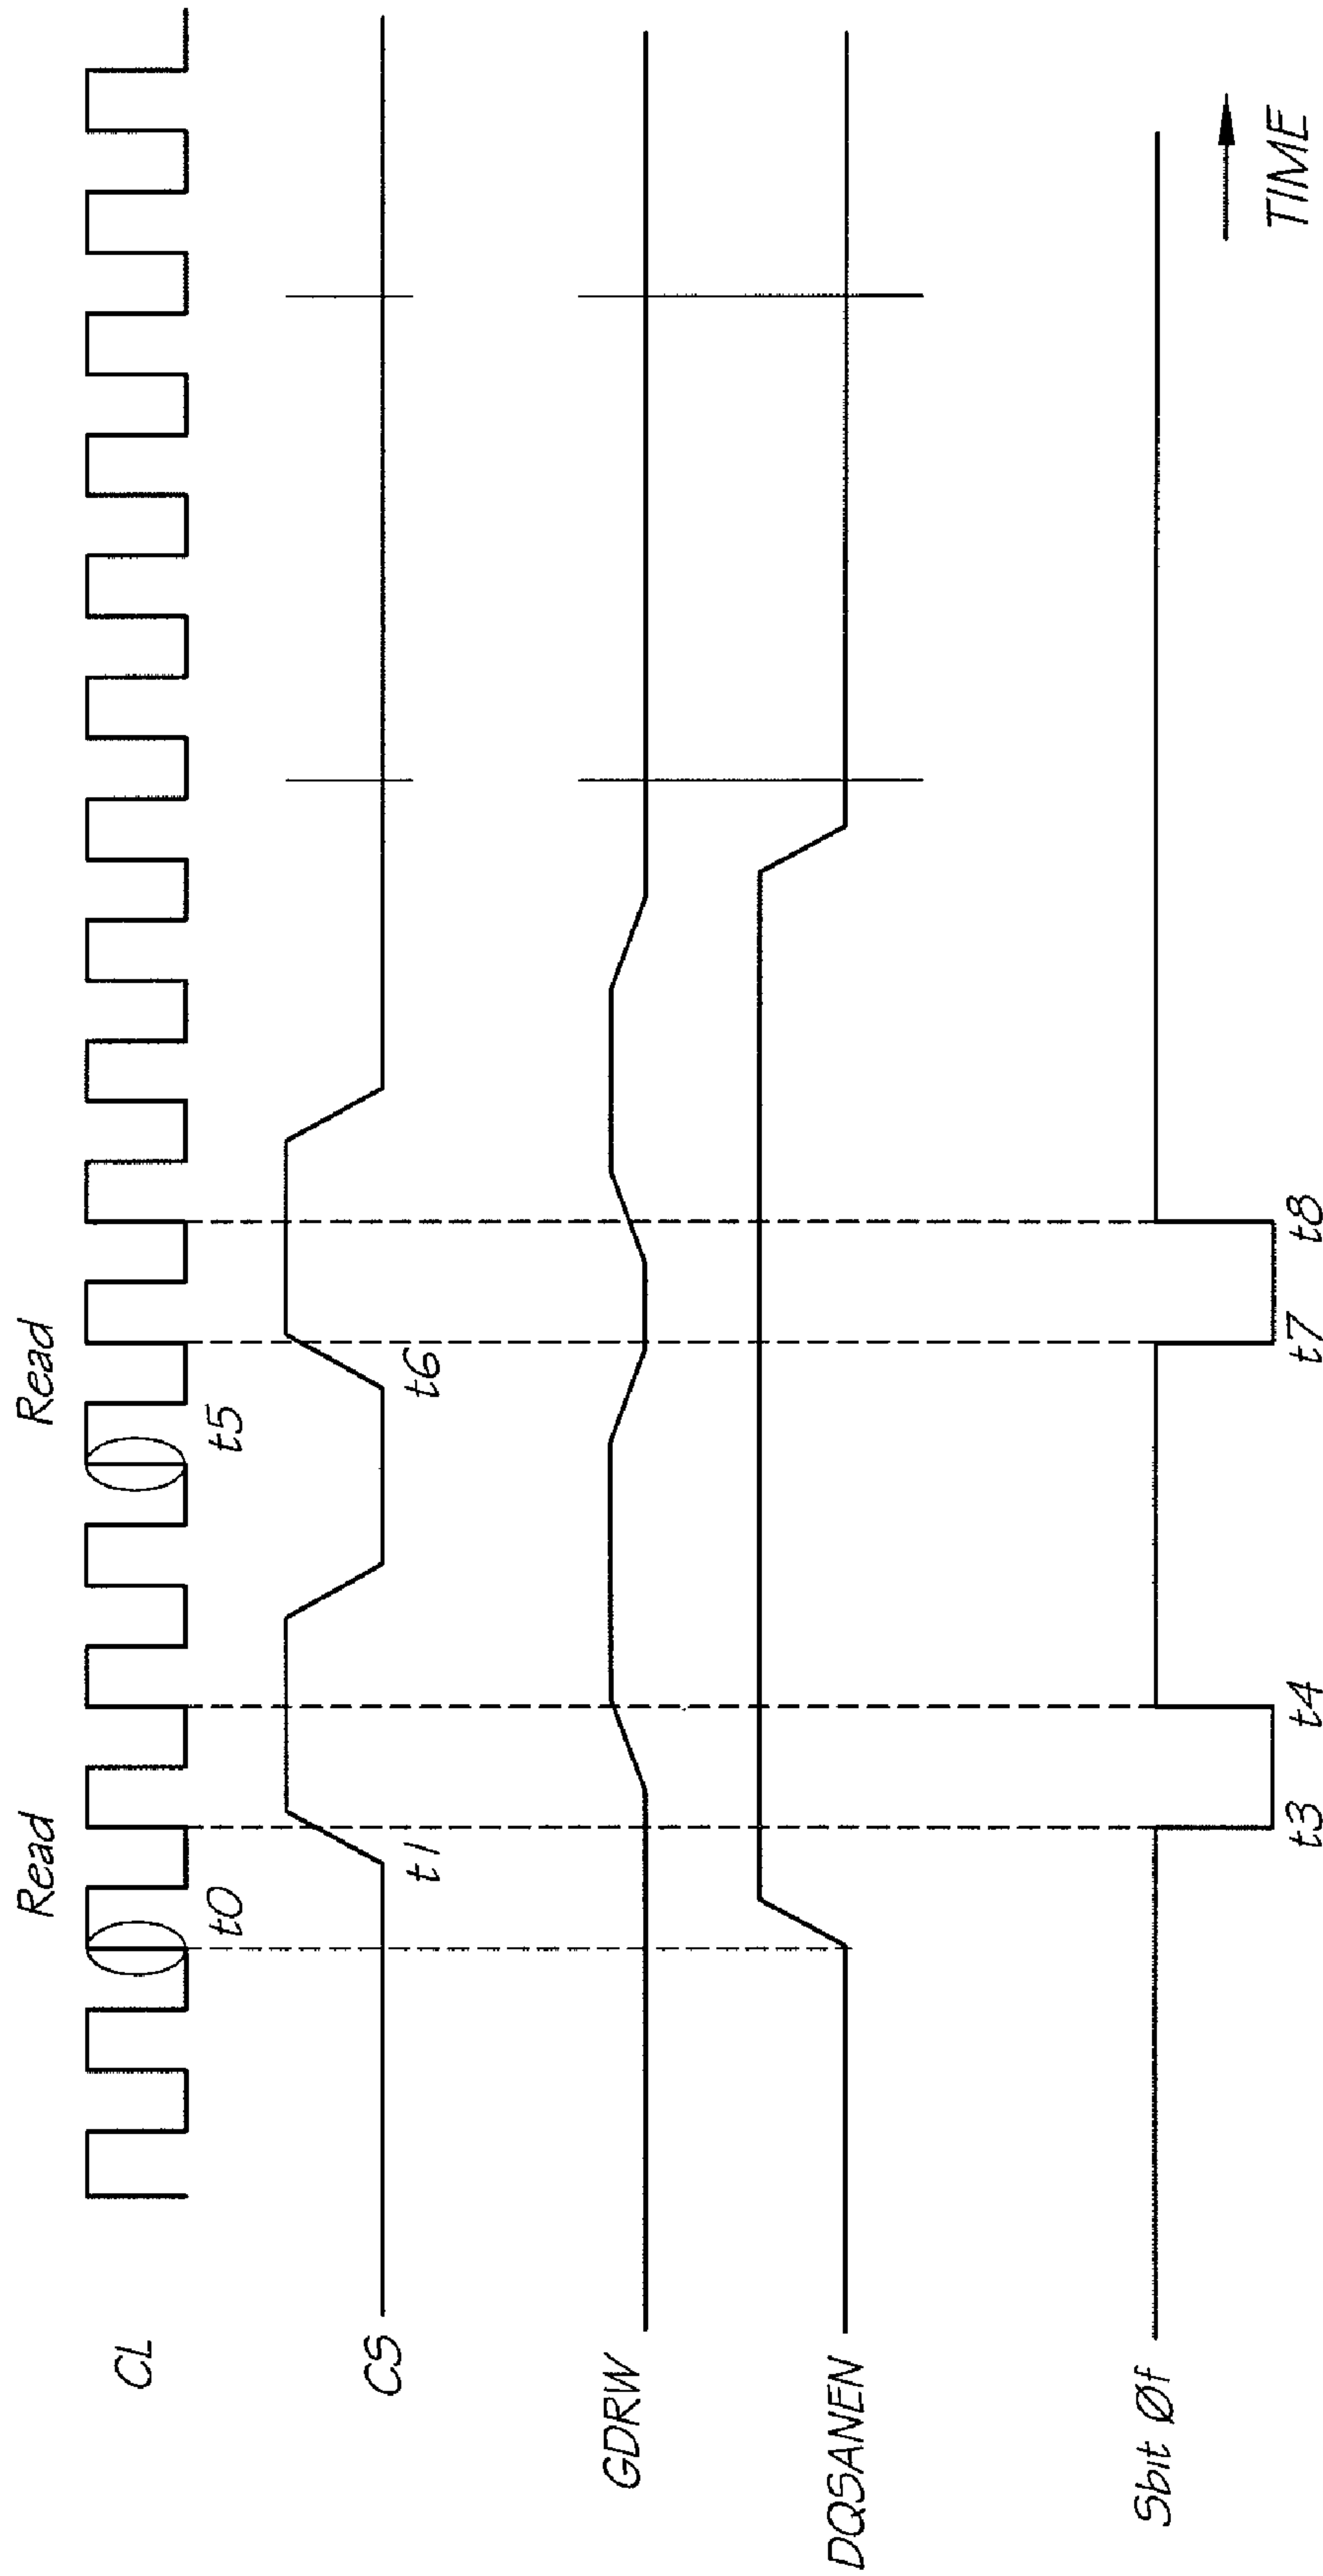 Read Read
CL
t0 t5
CS
t1 t6
GDRW
DQSANEN
Sbit Øf
t3 t4 t7 t8
TIME